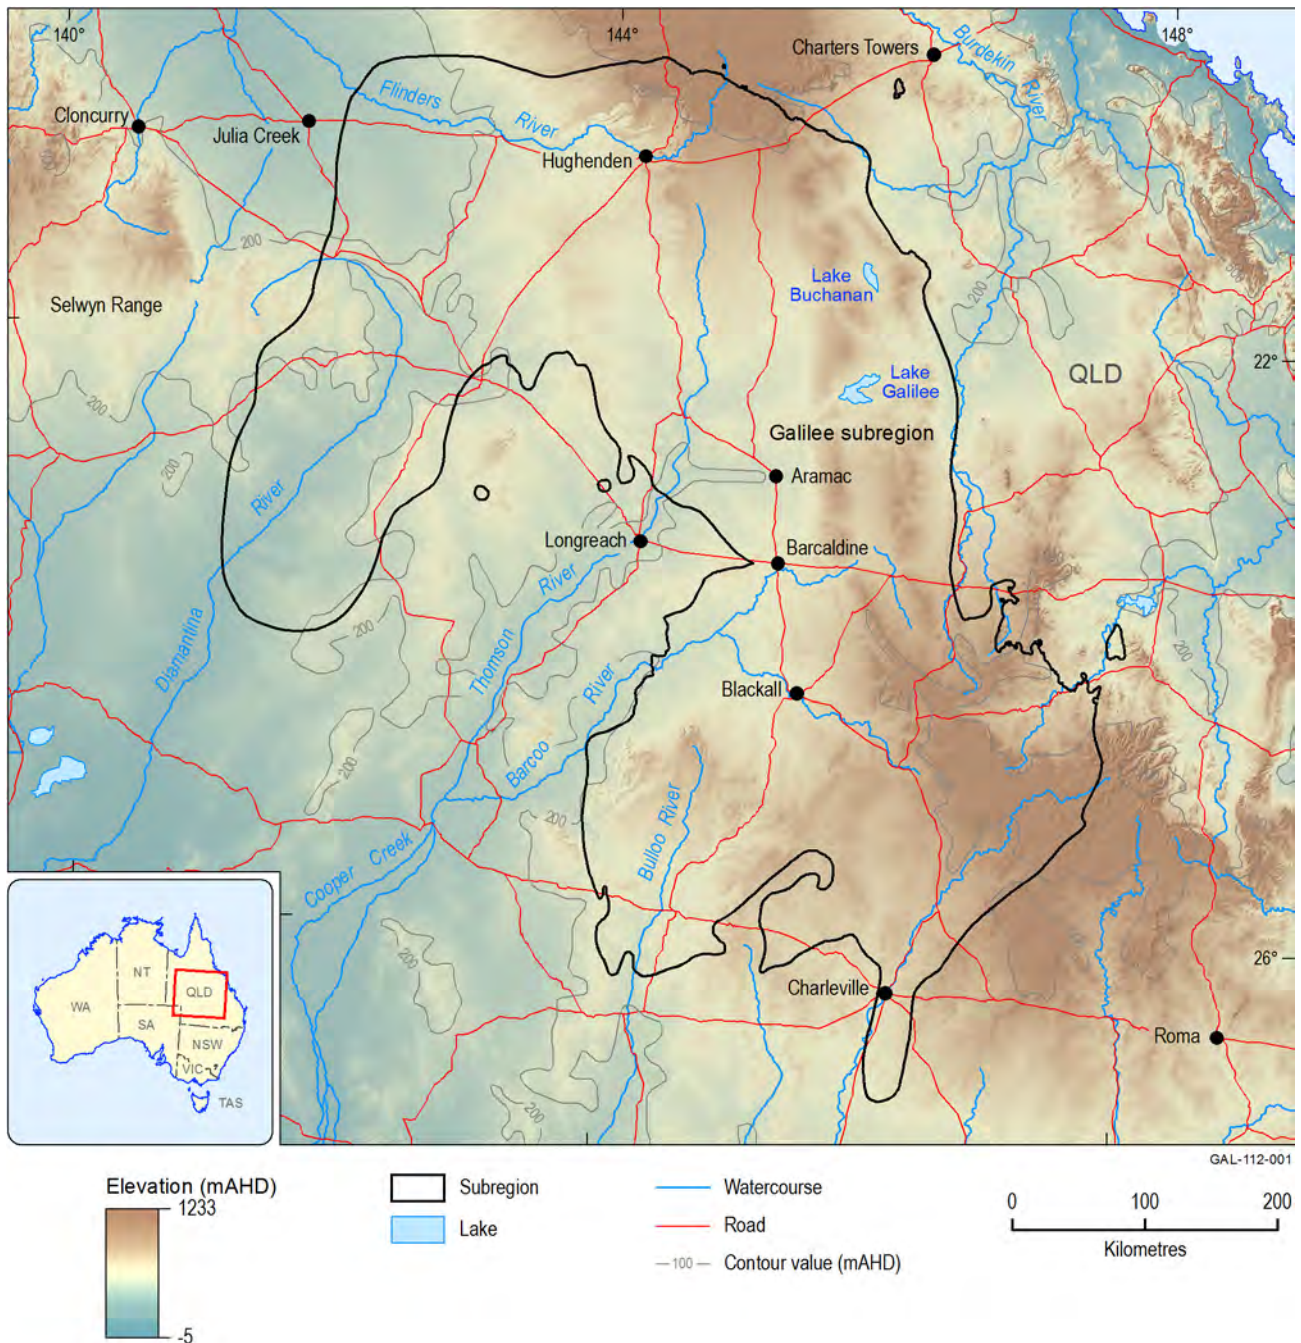 140°
144°
148°
Charters Towers
Burdekin
River
Flinders
River
Cloncurry
Julia Creek
Hughenden
200
500
Lake
Buchanan
200
Selwyn Range
Lake
Galilee
QLD
22°
200
Galilee subregion
200
Aramac
River
Longreach
Barcaldine
River
200
Diamantina
Thomson
River
200
Blackall
200
Barcoo
Bulloo River
200
Cooper Creek
200
26°
Charleville
Roma
200
NT
QLD
WA
SA
NSW
VIC
TAS
GAL-112-001
Elevation (mAHD)
1233
-5
Subregion
Lake
Watercourse
Road
100
Contour value (mAHD)
0
100
200
Kilometres